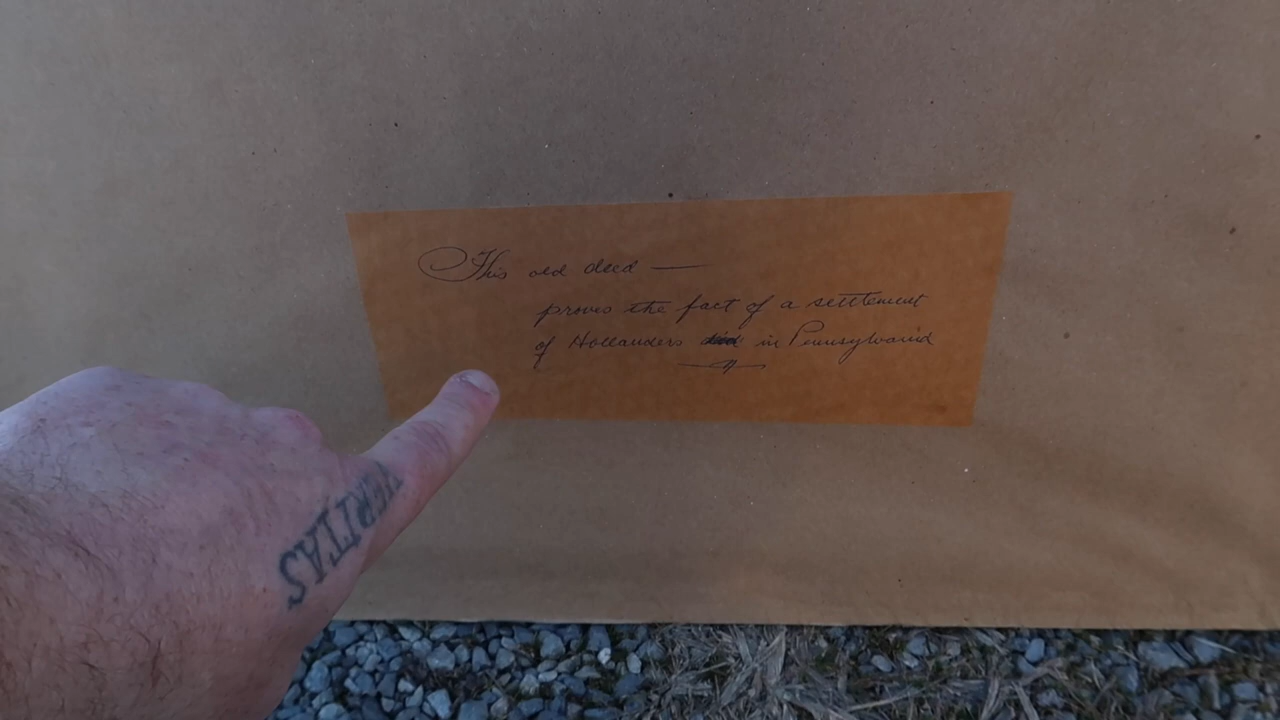 This old deed —
proves the fact of a settlement
of Hollanders in Pennsylvania
VERITAS